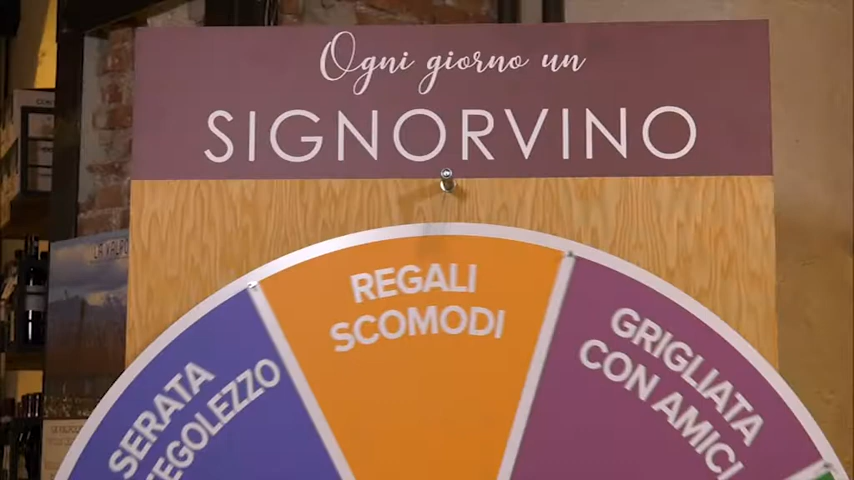 Ogni giorno un
SIGNORVINO
REGALI
SCOMODI
SERATA
GRIGLIATA
CON AMICI